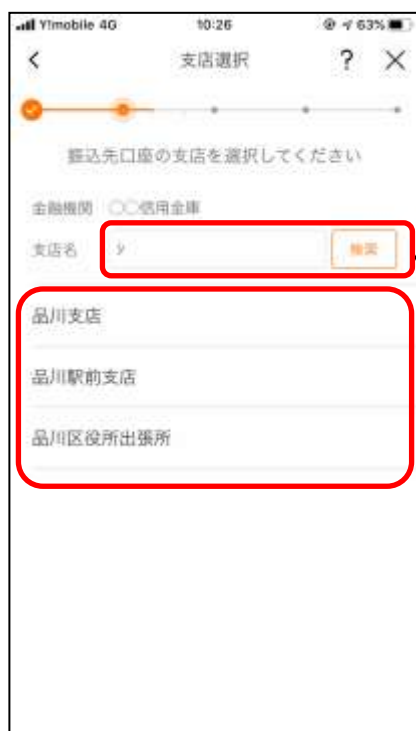 Y!mobile 4G 10:26 63%
支店選択 ?
振込先口座の支店を選択してください
金融機関 〇〇信用金庫
支店名 検索
品川支店
品川駅前支店
品川区役所出張所